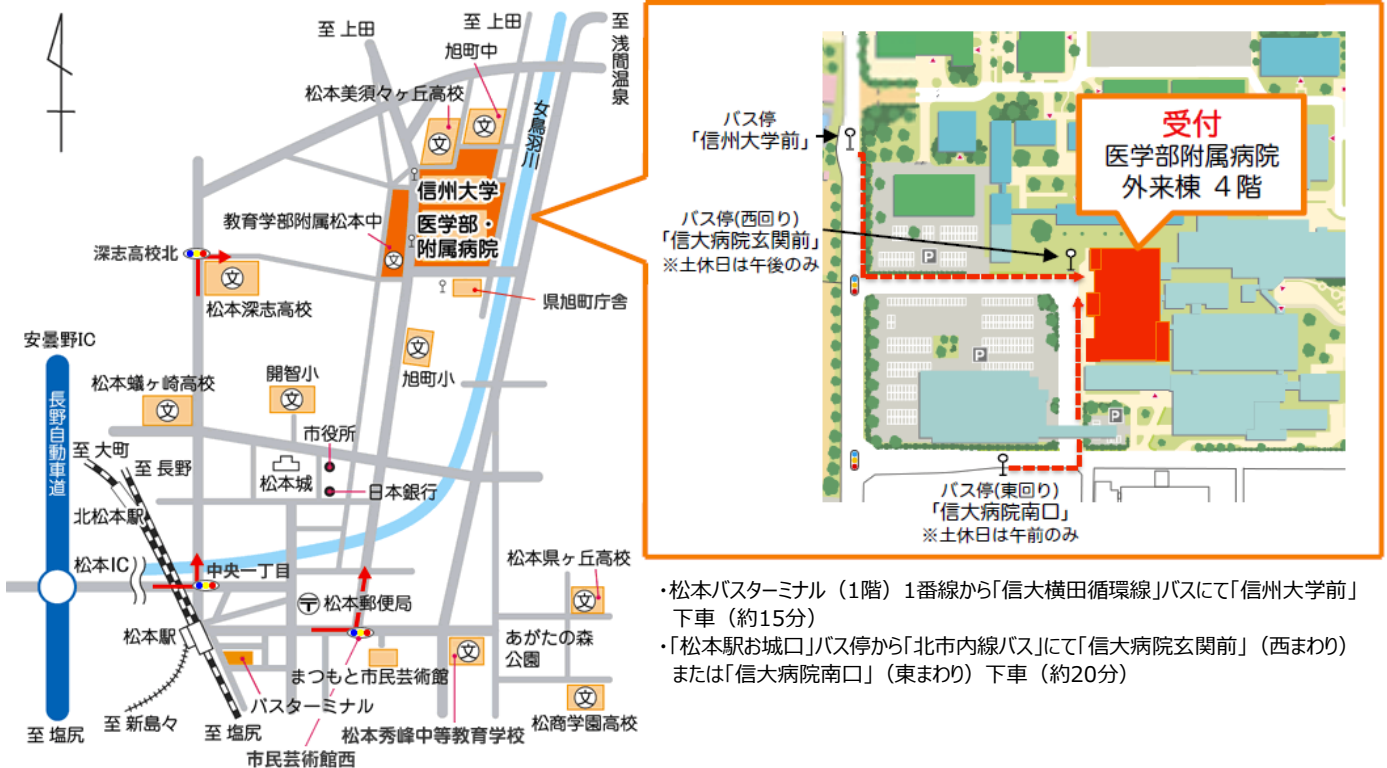 至 上田
至 上田
至 浅間温泉
旭町中
松本美須々ヶ丘高校
文
文
女鳥羽川
信州大学
医学部・
附属病院
教育学部附属松本中
文
深志高校北
文
松本深志高校
県旭町庁舎
安曇野IC
長野自動車道
松本蟻ヶ崎高校
文
開智小
文
文
旭町小
市役所
至 大町
至 長野
松本城
日本銀行
北松本駅
松本IC
中央一丁目
松本県ヶ丘高校
文
〒松本郵便局
松本駅
文
あがたの森
公園
まつもと市民芸術館
バスターミナル
文
松商学園高校
至 塩尻
至 新島々
至 塩尻
松本秀峰中等教育学校
市民芸術館西
バス停
「信州大学前」
受付
医学部附属病院
外来棟 4階
バス停(西回り)
「信大病院玄関前」
※土休日は午後のみ
P
P
P
バス停(東回り)
「信大病院南口」
※土休日は午前のみ
・松本バスターミナル（1階）1番線から「信大横田循環線」バスにて「信州大学前」
下車（約15分）
・「松本駅お城口」バス停から「北市内線バス」にて「信大病院玄関前」（西まわり）
または「信大病院南口」（東まわり）下車（約20分）